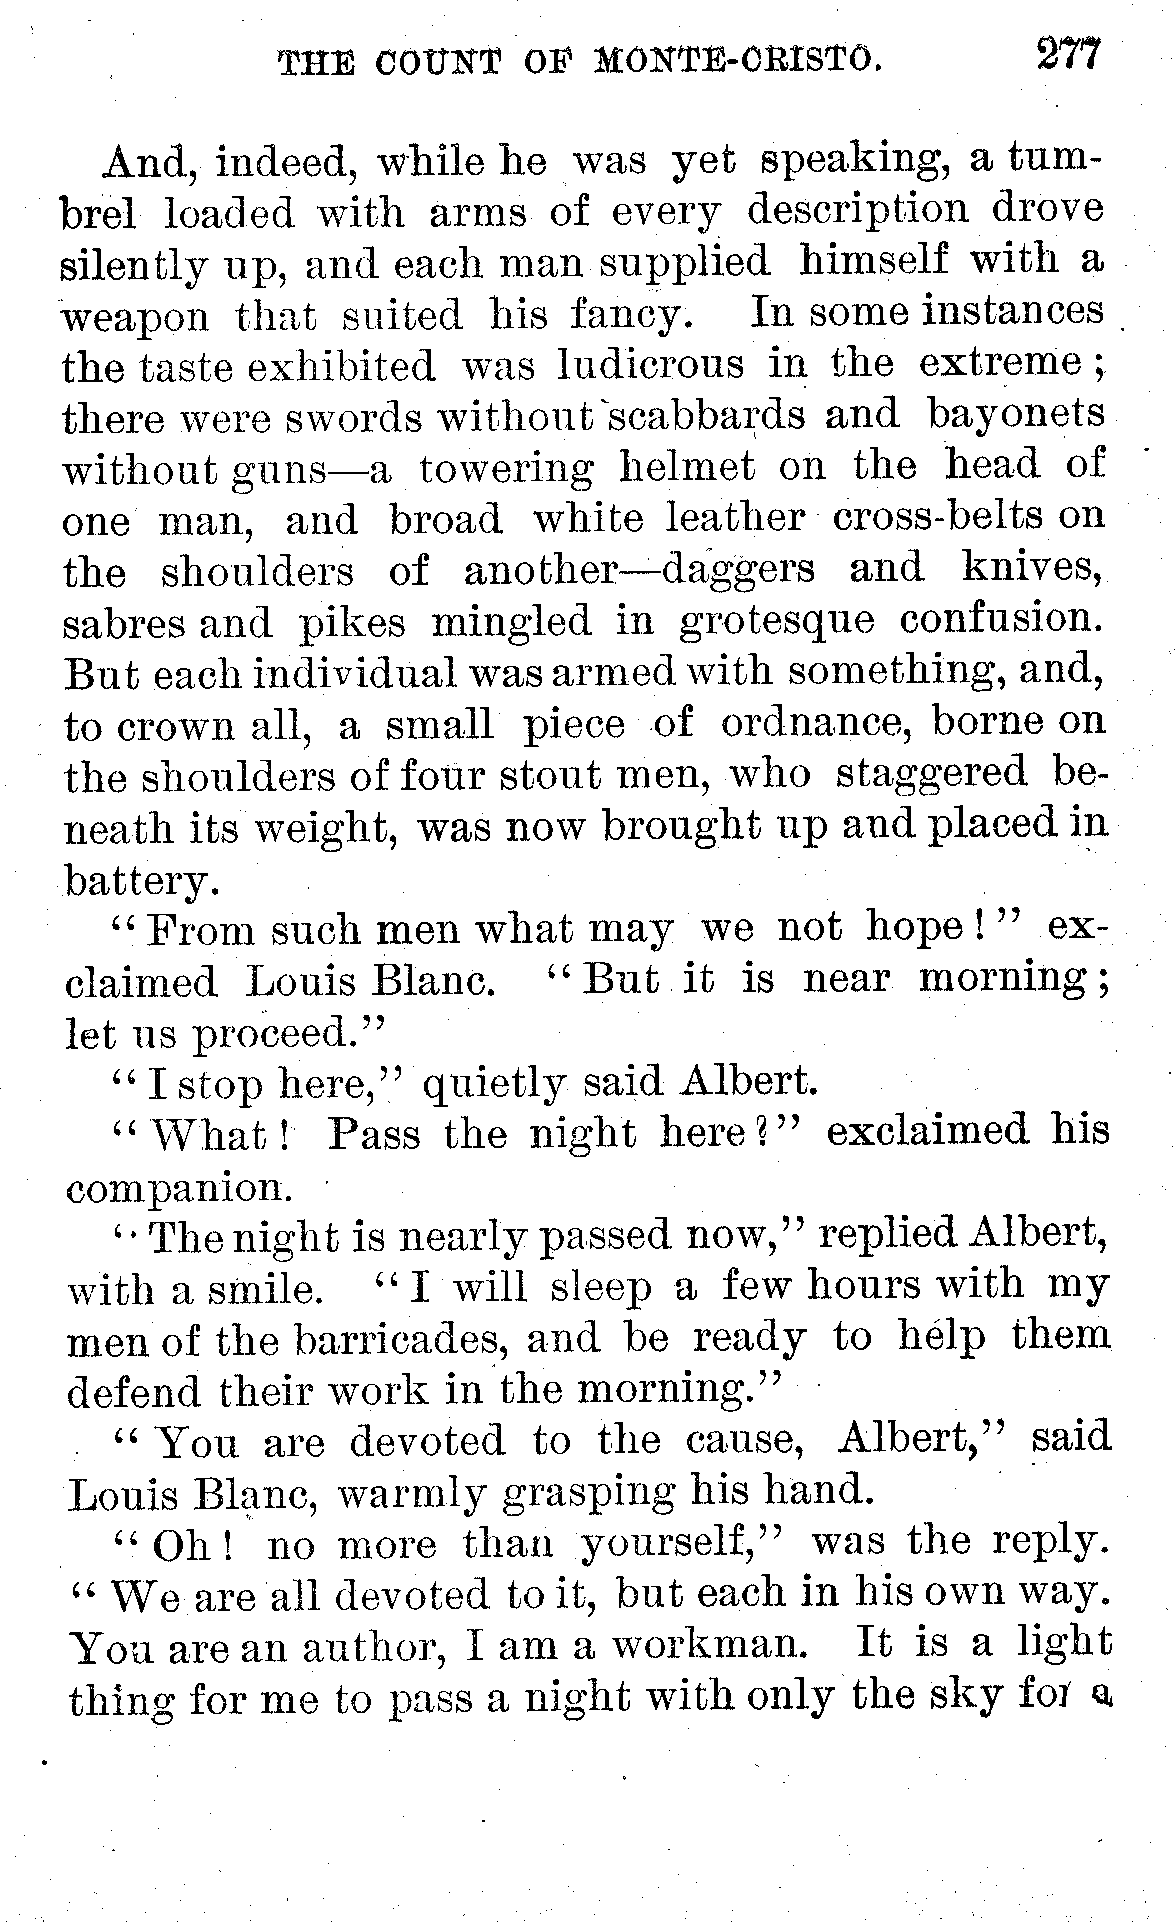 THE COUNT OF MONTE-CRISTO. 277
And, indeed, while he was yet speaking, a tum-
brel loaded with arms of every description drove
silently up, and each man supplied himself with a
weapon that suited his fancy. In some instances
the taste exhibited was ludicrous in the extreme ;
there were swords without scabbards and bayonets
without guns—a towering helmet on the head of
one man, and broad white leather cross-belts on
the shoulders of another—daggers and knives,
sabres and pikes mingled in grotesque confusion.
But each individual was armed with something, and,
to crown all, a small piece of ordnance, borne on
the shoulders of four stout men, who staggered be-
neath its weight, was now brought up and placed in
battery.
“ From such men what may we not hope ! ” ex-
claimed Louis Blanc. “ But it is near morning ;
let us proceed.”
“ I stop here,” quietly said Albert.
“ What ! Pass the night here ? ” exclaimed his
companion.
“ The night is nearly passed now,” replied Albert,
with a smile. “ I will sleep a few hours with my
men of the barricades, and be ready to help them
defend their work in the morning.”
“ You are devoted to the cause, Albert,” said
Louis Blanc, warmly grasping his hand.
“ Oh ! no more than yourself,” was the reply.
“ We are all devoted to it, but each in his own way.
You are an author, I am a workman. It is a light
thing for me to pass a night with only the sky for a